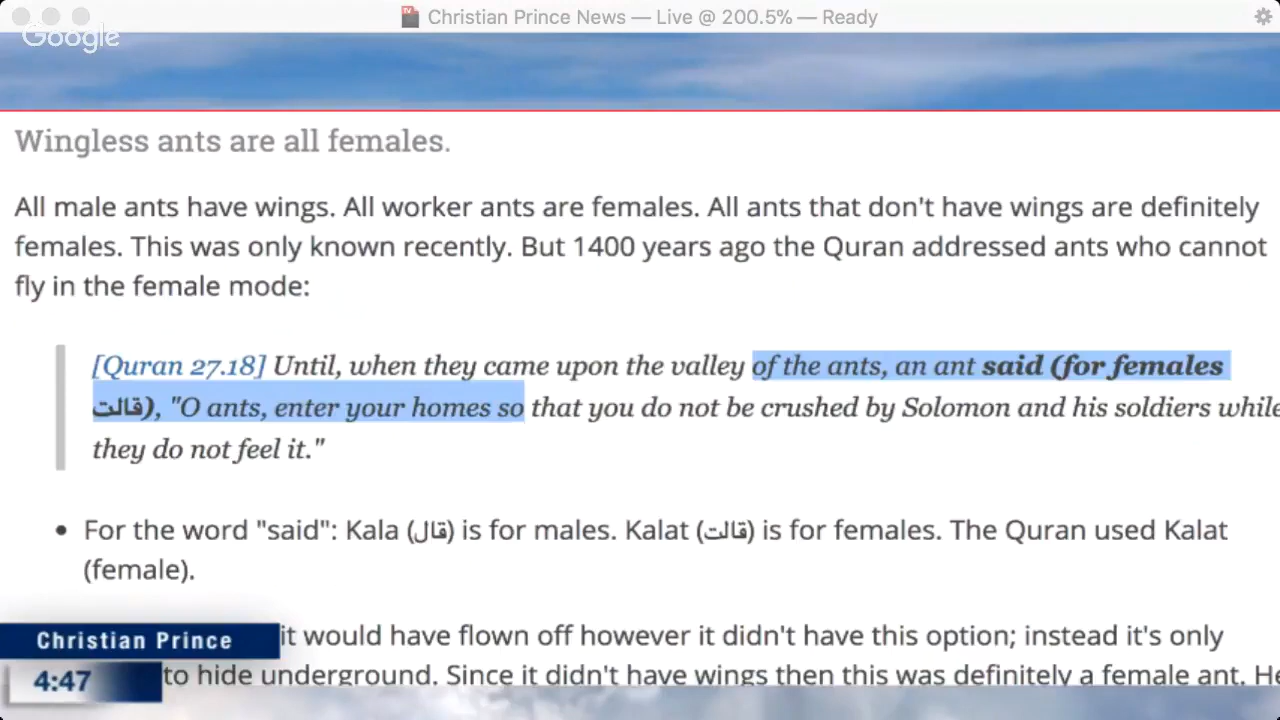 Christian Prince News — Live @ 200.5% — Ready
Google
Wingless ants are all females.
All male ants have wings. All worker ants are females. All ants that don't have wings are definitely
females. This was only known recently. But 1400 years ago the Quran addressed ants who cannot
fly in the female mode:
[Quran 27.18] Until, when they came upon the valley of the ants, an ant said (for females
قالت), "O ants, enter your homes so that you do not be crushed by Solomon and his soldiers while
they do not feel it."
• For the word "said": Kala (قال) is for males. Kalat (قالت) is for females. The Quran used Kalat
(female).
it would have flown off however it didn't have this option; instead it's only
to hide underground. Since it didn't have wings then this was definitely a female ant. He
Christian Prince
4:47